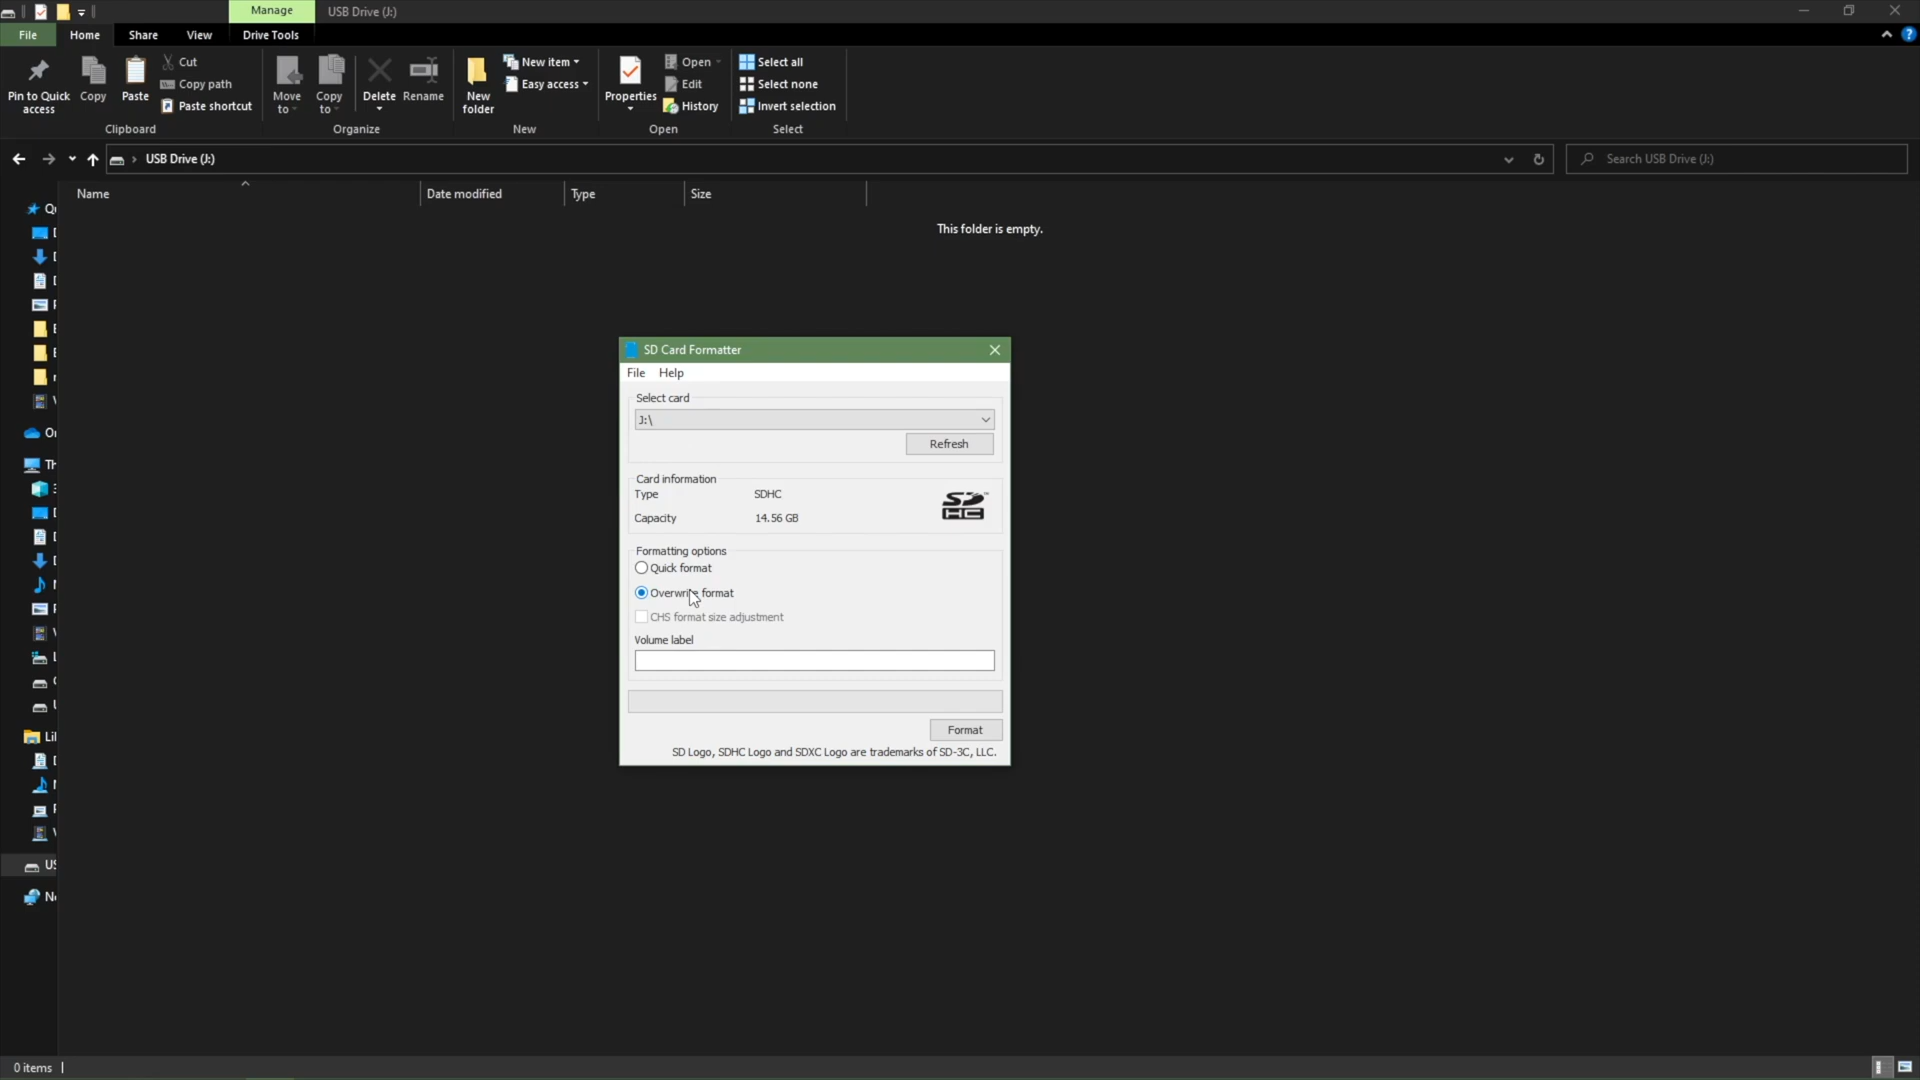 Manage
USB Drive (J:)
File
Home
Share
View
Drive Tools
Pin to Quick access
Copy
Paste
Cut
Copy path
Paste shortcut
Clipboard
Move to
Copy to
Delete
Rename
Organize
New folder
New item
Easy access
New
Properties
Open
Edit
History
Open
Select all
Select none
Invert selection
Select
USB Drive (J:)
Search USB Drive (J:)
Name
Date modified
Type
Size
This folder is empty.
SD Card Formatter
File
Help
Select card
J:\
Refresh
Card information
Type
SDHC
Capacity
14.56 GB
SD HC
Formatting options
Quick format
Overwrite format
CHS format size adjustment
Volume label
Format
SD Logo, SDHC Logo and SDXC Logo are trademarks of SD-3C, LLC.
0 items